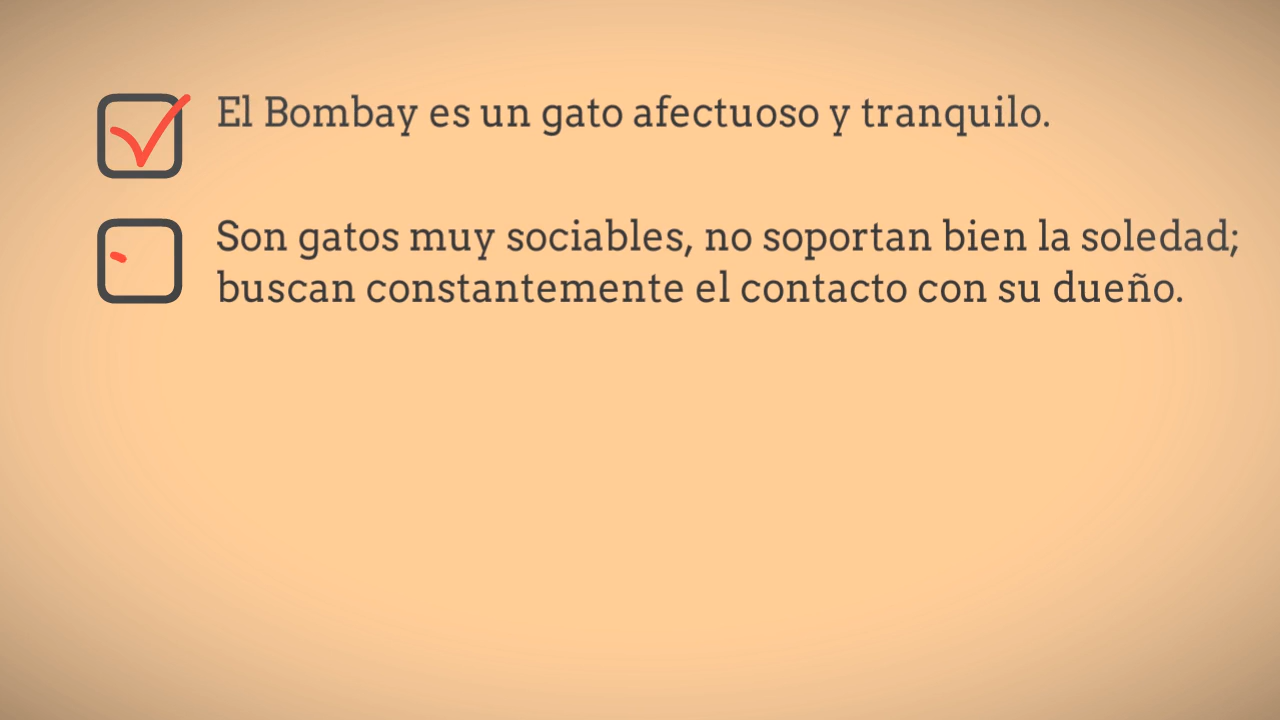 El Bombay es un gato afectuoso y tranquilo.
Son gatos muy sociables, no soportan bien la soledad;
buscan constantemente el contacto con su dueño.